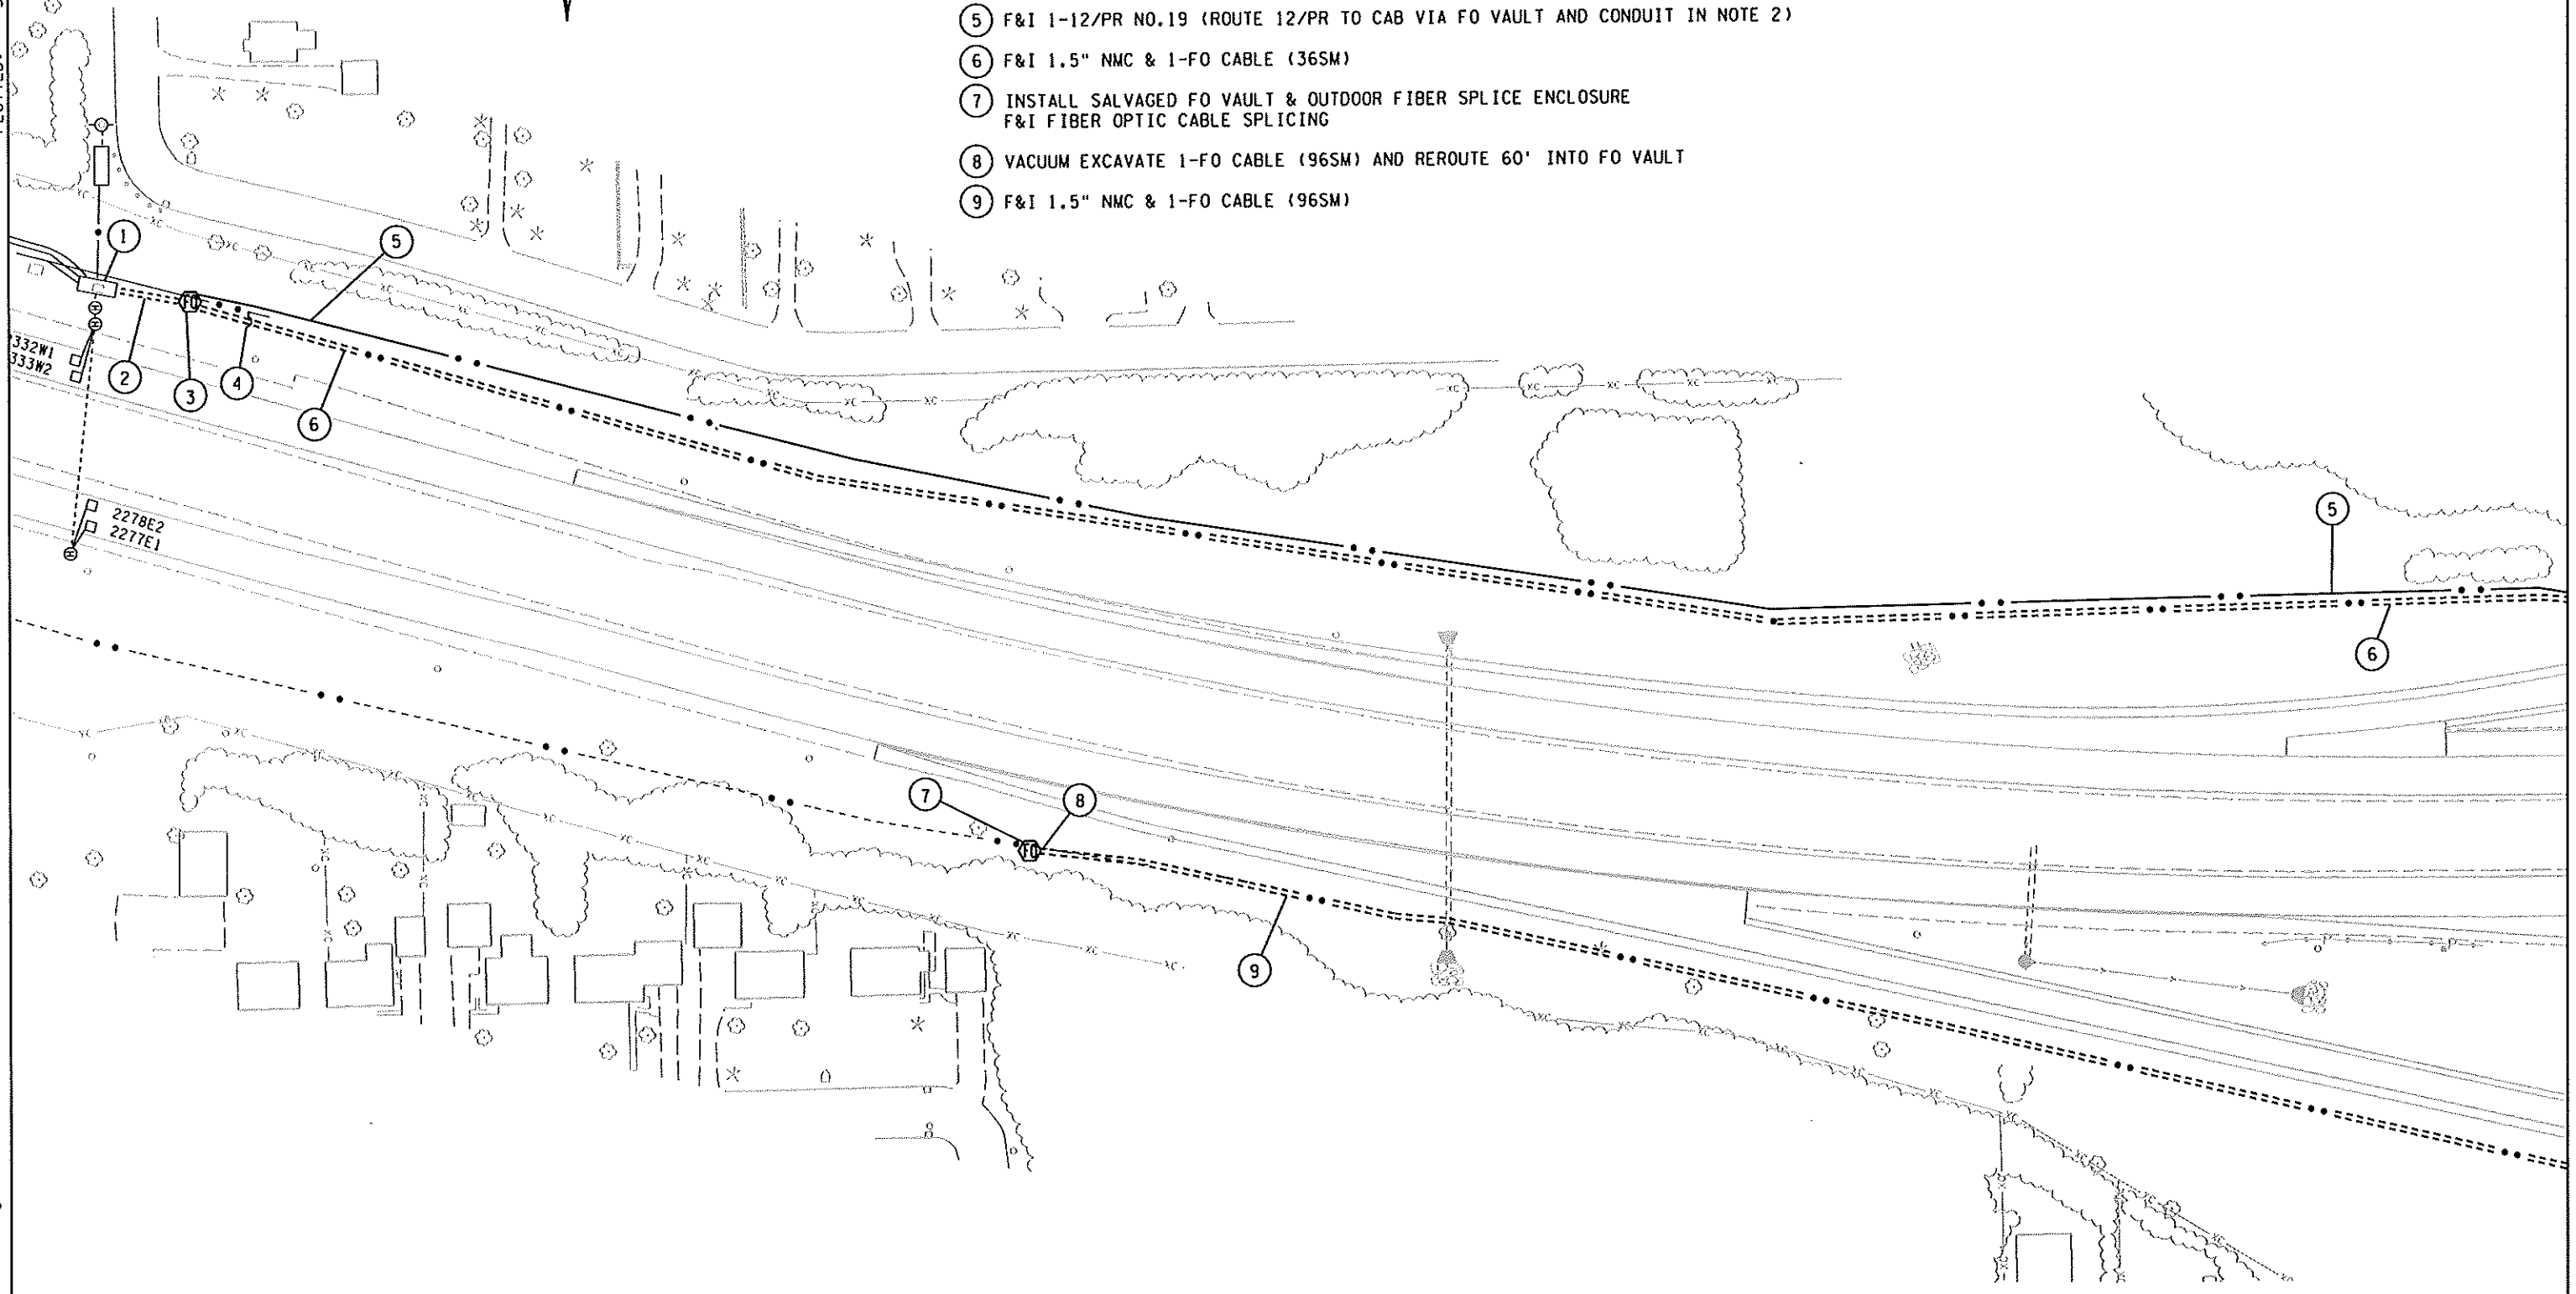 5 F&I 1-12/PR NO.19 (ROUTE 12/PR TO CAB VIA FO VAULT AND CONDUIT IN NOTE 2)
6 F&I 1.5" NMC & 1-FO CABLE (36SM)
7 INSTALL SALVAGED FO VAULT & OUTDOOR FIBER SPLICE ENCLOSURE
F&I FIBER OPTIC CABLE SPLICING
8 VACUUM EXCAVATE 1-FO CABLE (96SM) AND REROUTE 60' INTO FO VAULT
9 F&I 1.5" NMC & 1-FO CABLE (96SM)
1
5
FO
H
H
332W1
333W2
2
3
4
6
2278E2
2277E1
H
5
6
7
8
FO
9